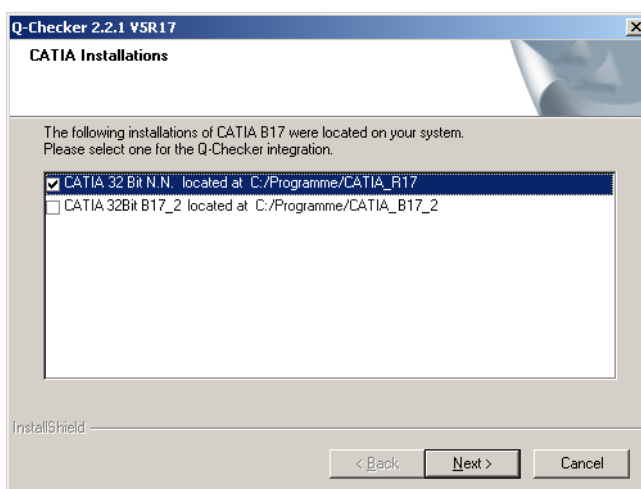 Q-Checker 2.2.1 V5R17
CATIA Installations
The following installations of CATIA B17 were located on your system.
Please select one for the Q-Checker integration.
CATIA 32 Bit N.N.  located at  C:/Programme/CATIA_R17
CATIA 32Bit B17_2  located at  C:/Programme/CATIA_B17_2
InstallShield
< Back
Next >
Cancel